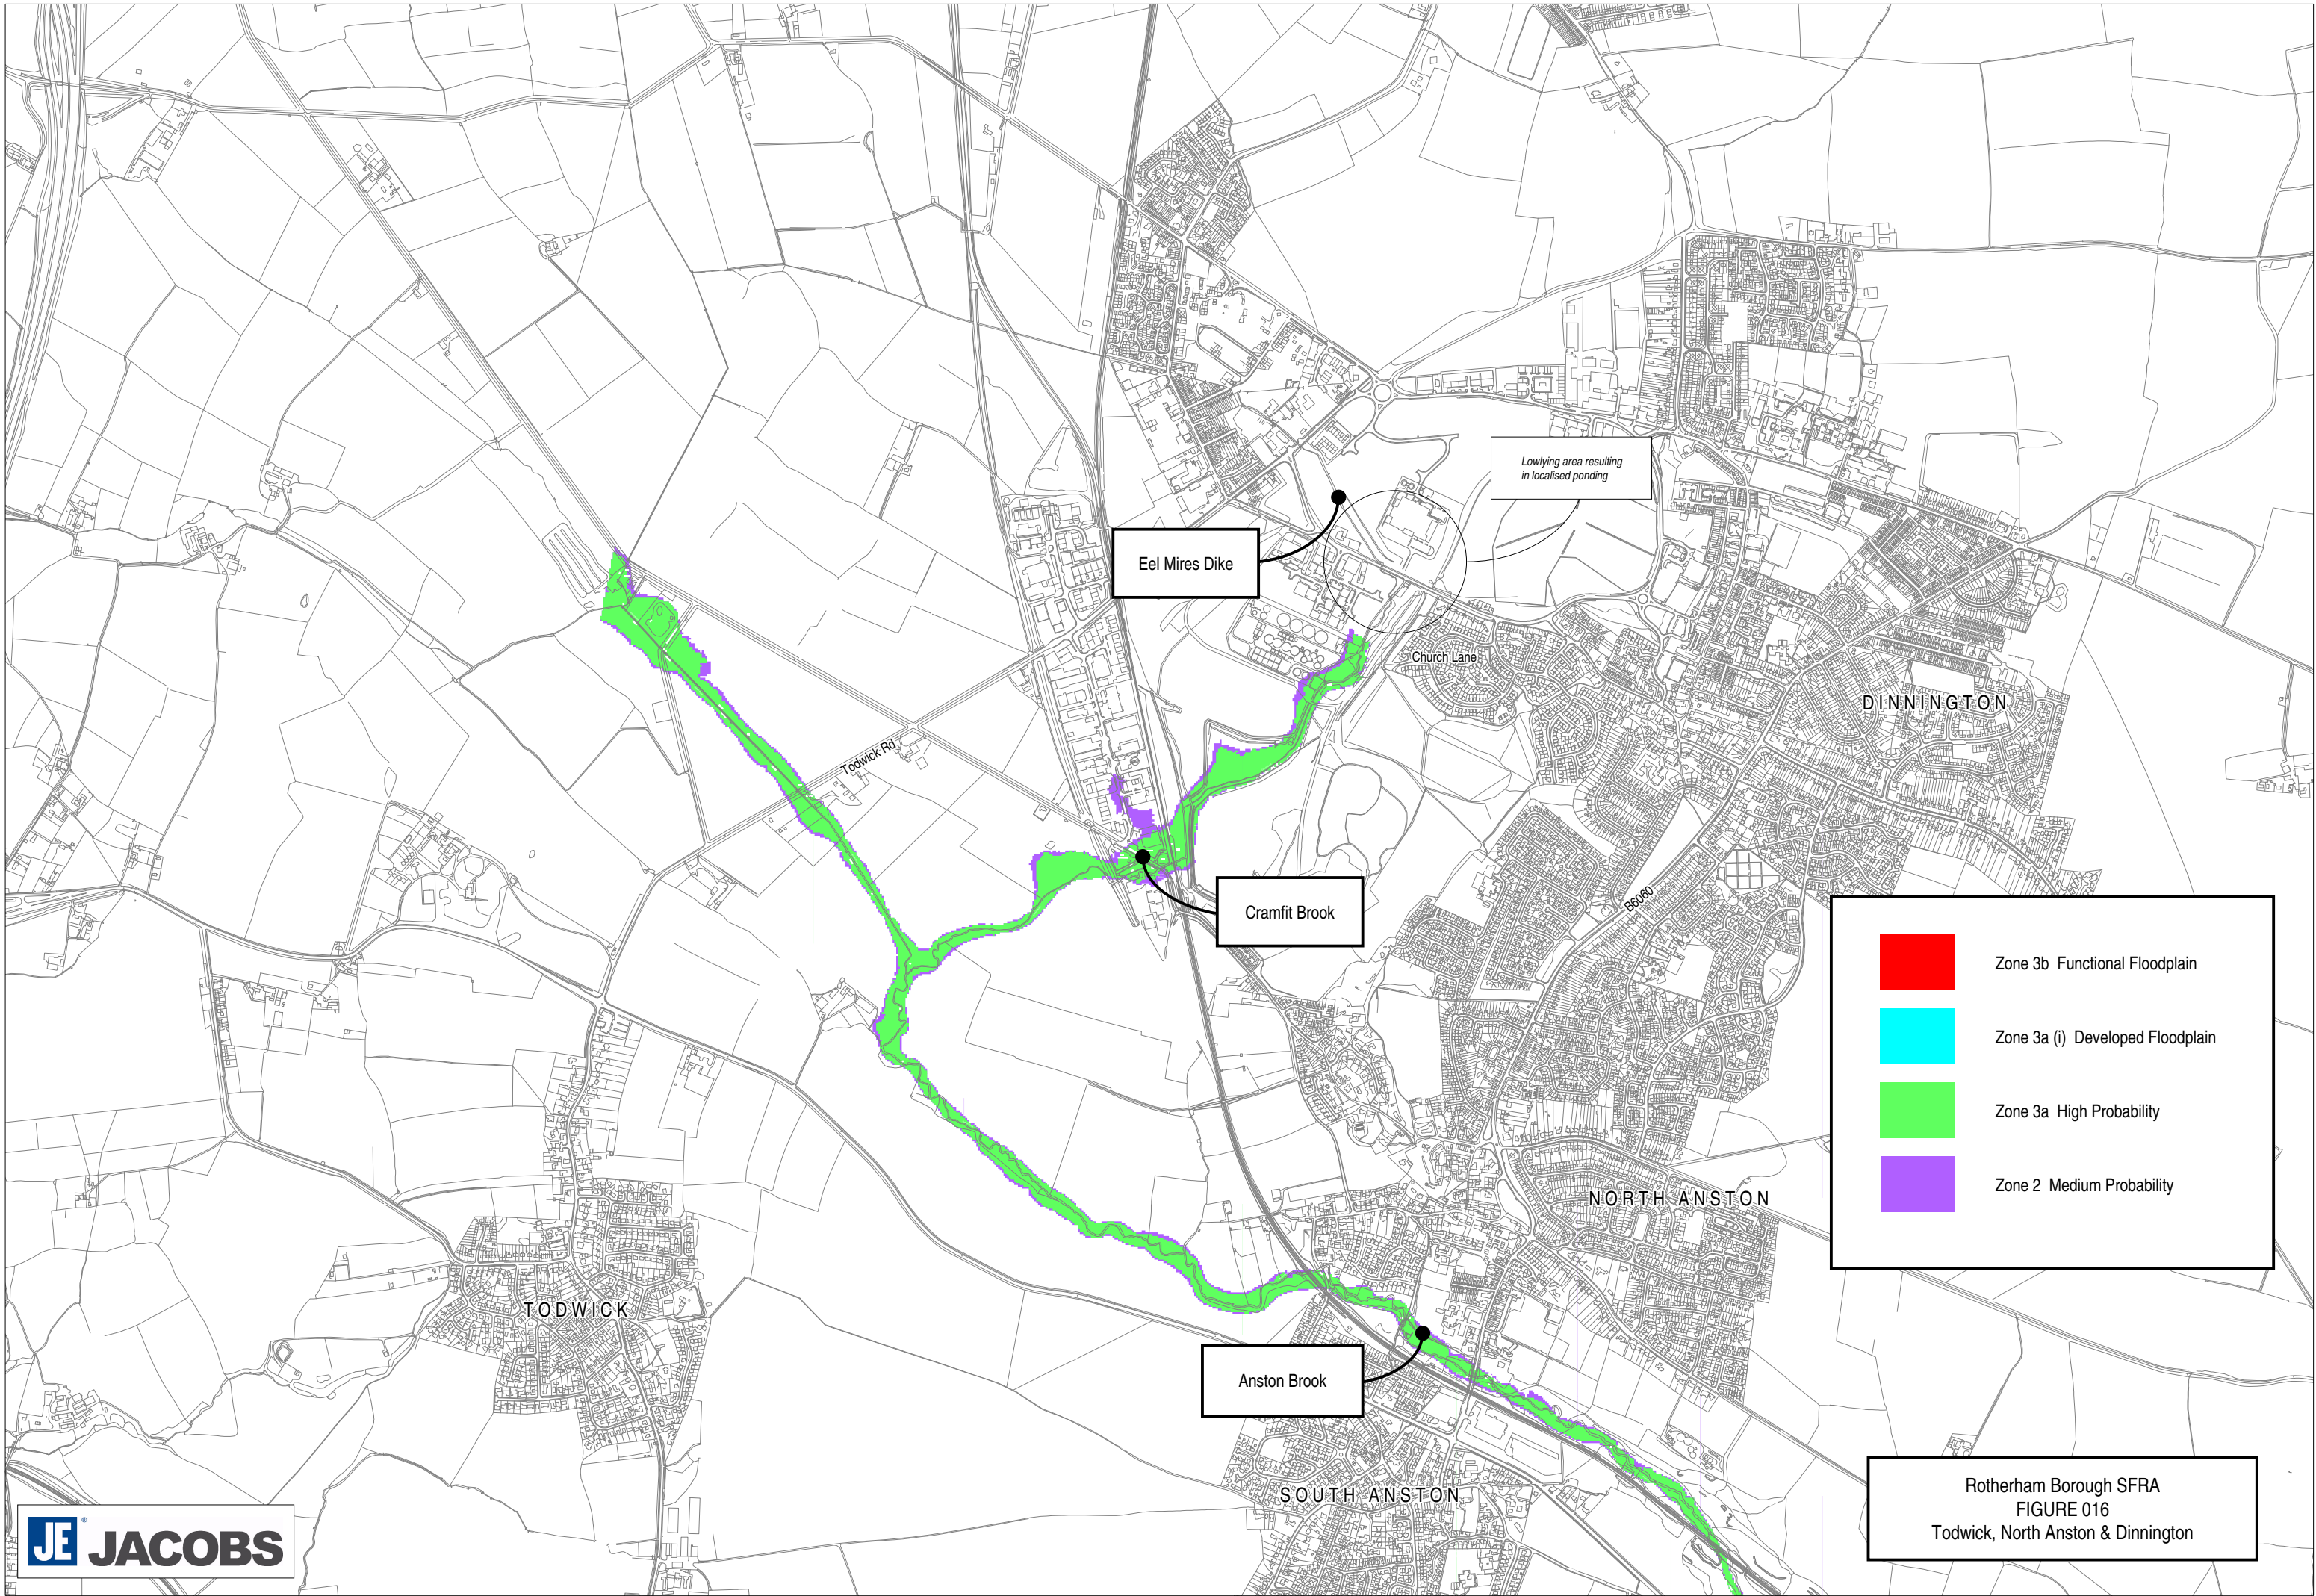 Lowlying area resulting
in localised ponding
Eel Mires Dike
Church Lane
DINNINGTON
Todwick Rd
B6060
Cramfit Brook
Zone 3b Functional Floodplain
Zone 3a (i) Developed Floodplain
Zone 3a High Probability
Zone 2 Medium Probability
NORTH ANSTON
TODWICK
Anston Brook
SOUTH ANSTON
Rotherham Borough SFRA
FIGURE 016
Todwick, North Anston & Dinnington
JE® JACOBS